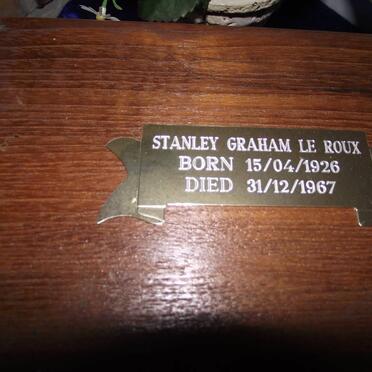 STANLEY GRAHAM LE ROUX
BORN 15/04/1926
DIED 31/12/1967